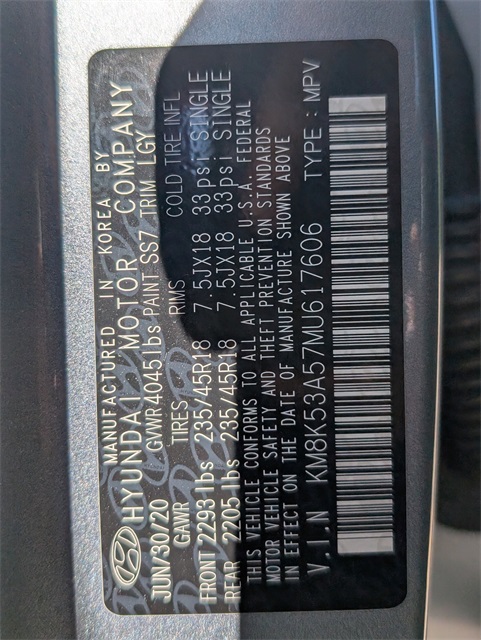 MANUFACTURED IN KOREA BY
HYUNDAI MOTOR COMPANY
JUN/30/20 GVWR 4045lbs PAINT SS7 TRIM LGY
GAWR TIRES RIMS COLD TIRE INFL
FRONT 2293lbs 235/45R18 7.5JX18 33psi SINGLE
REAR 2205lbs 235/45R18 7.5JX18 33psi SINGLE
THIS VEHICLE CONFORMS TO ALL APPLICABLE U.S.A. FEDERAL
MOTOR VEHICLE SAFETY AND THEFT PREVENTION STANDARDS
IN EFFECT ON THE DATE OF MANUFACTURE SHOWN ABOVE
V.I.N KM8K53A57MU617606 TYPE : MPV